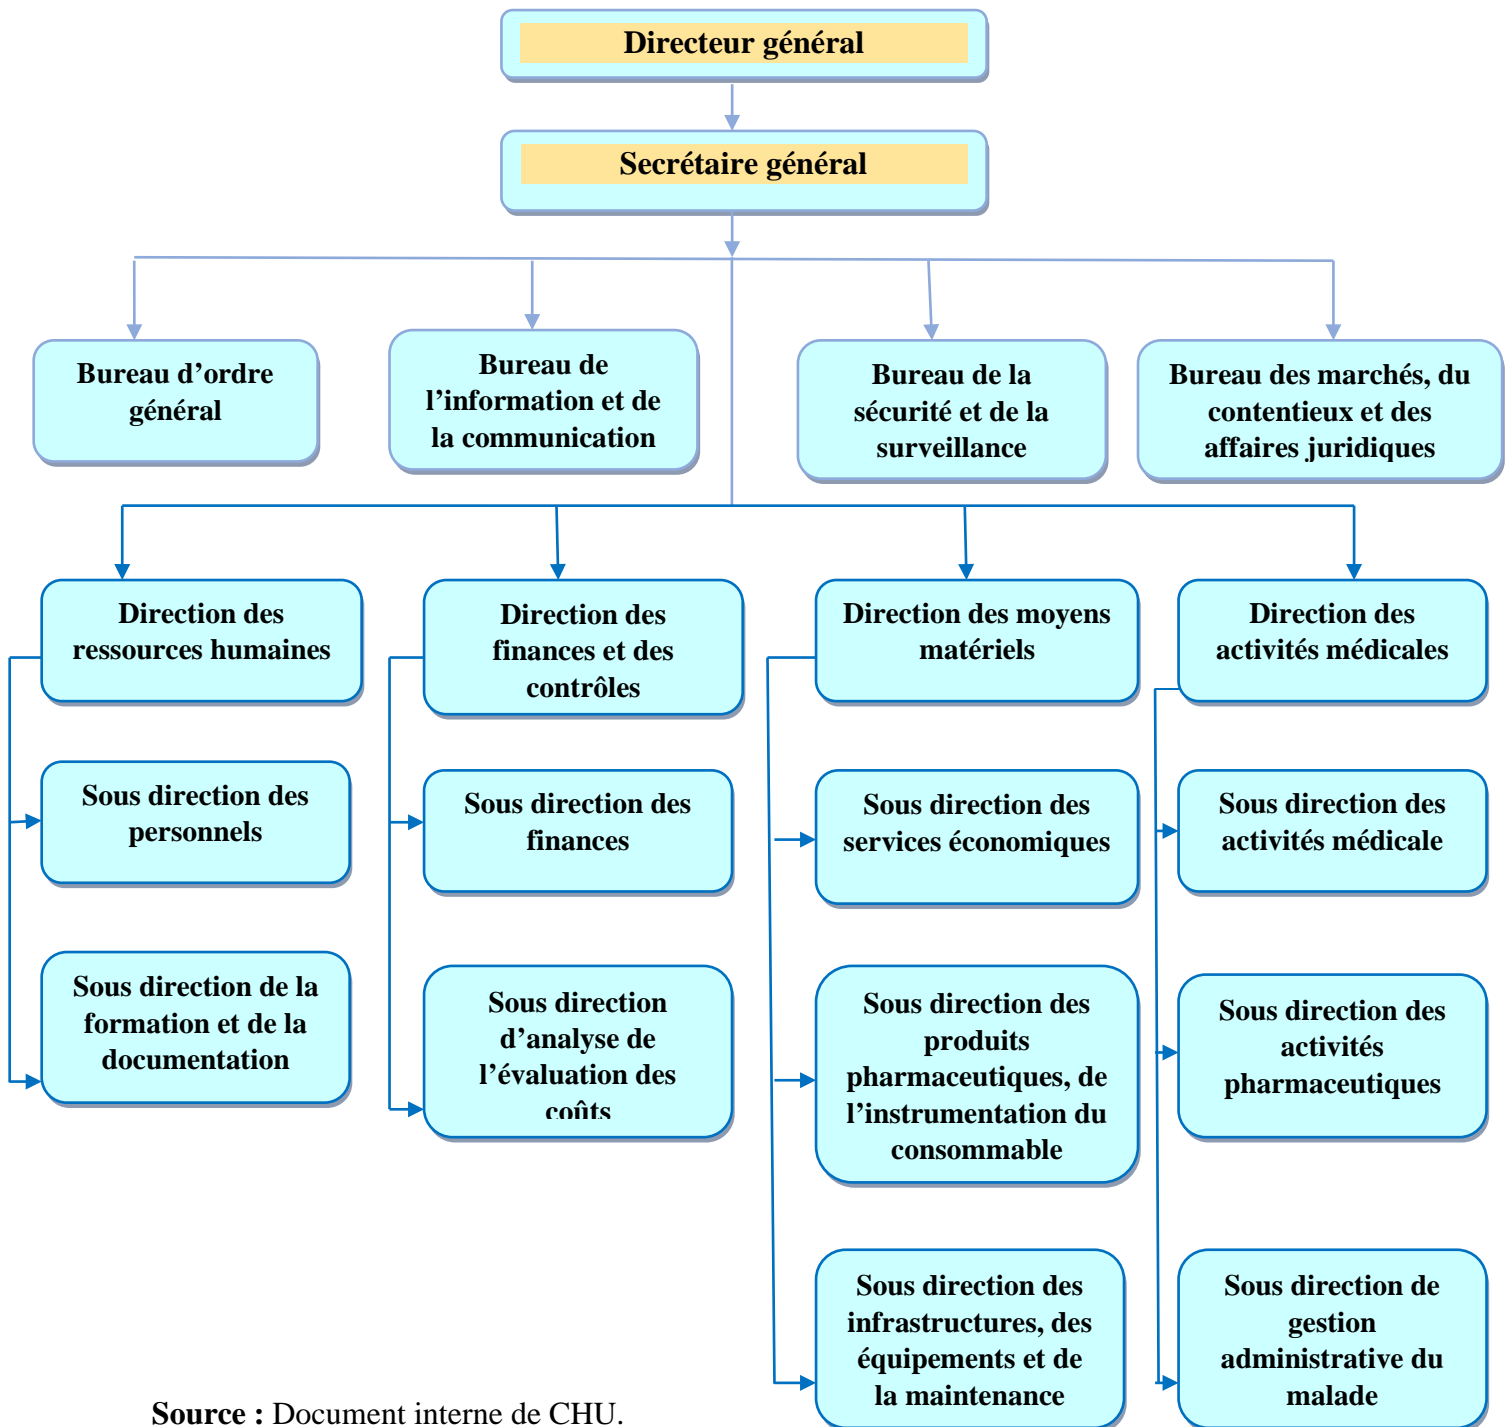 Directeur général
Secrétaire général
Bureau d’ordre
général
Bureau de
l’information et de
la communication
Bureau de la
sécurité et de la
surveillance
Bureau des marchés, du
contentieux et des
affaires juridiques
Direction des
ressources humaines
Direction des
finances et des
contrôles
Direction des moyens
matériels
Direction des
activités médicales
Sous direction des
personnels
Sous direction des
finances
Sous direction des
services économiques
Sous direction des
activités médicale
Sous direction de la
formation et de la
documentation
Sous direction
d’analyse de
l’évaluation des
coûts
Sous direction des
produits
pharmaceutiques, de
l’instrumentation du
consommable
Sous direction des
activités
pharmaceutiques
Sous direction des
infrastructures, des
équipements et de
la maintenance
Sous direction de
gestion
administrative du
malade
Source : Document interne de CHU.